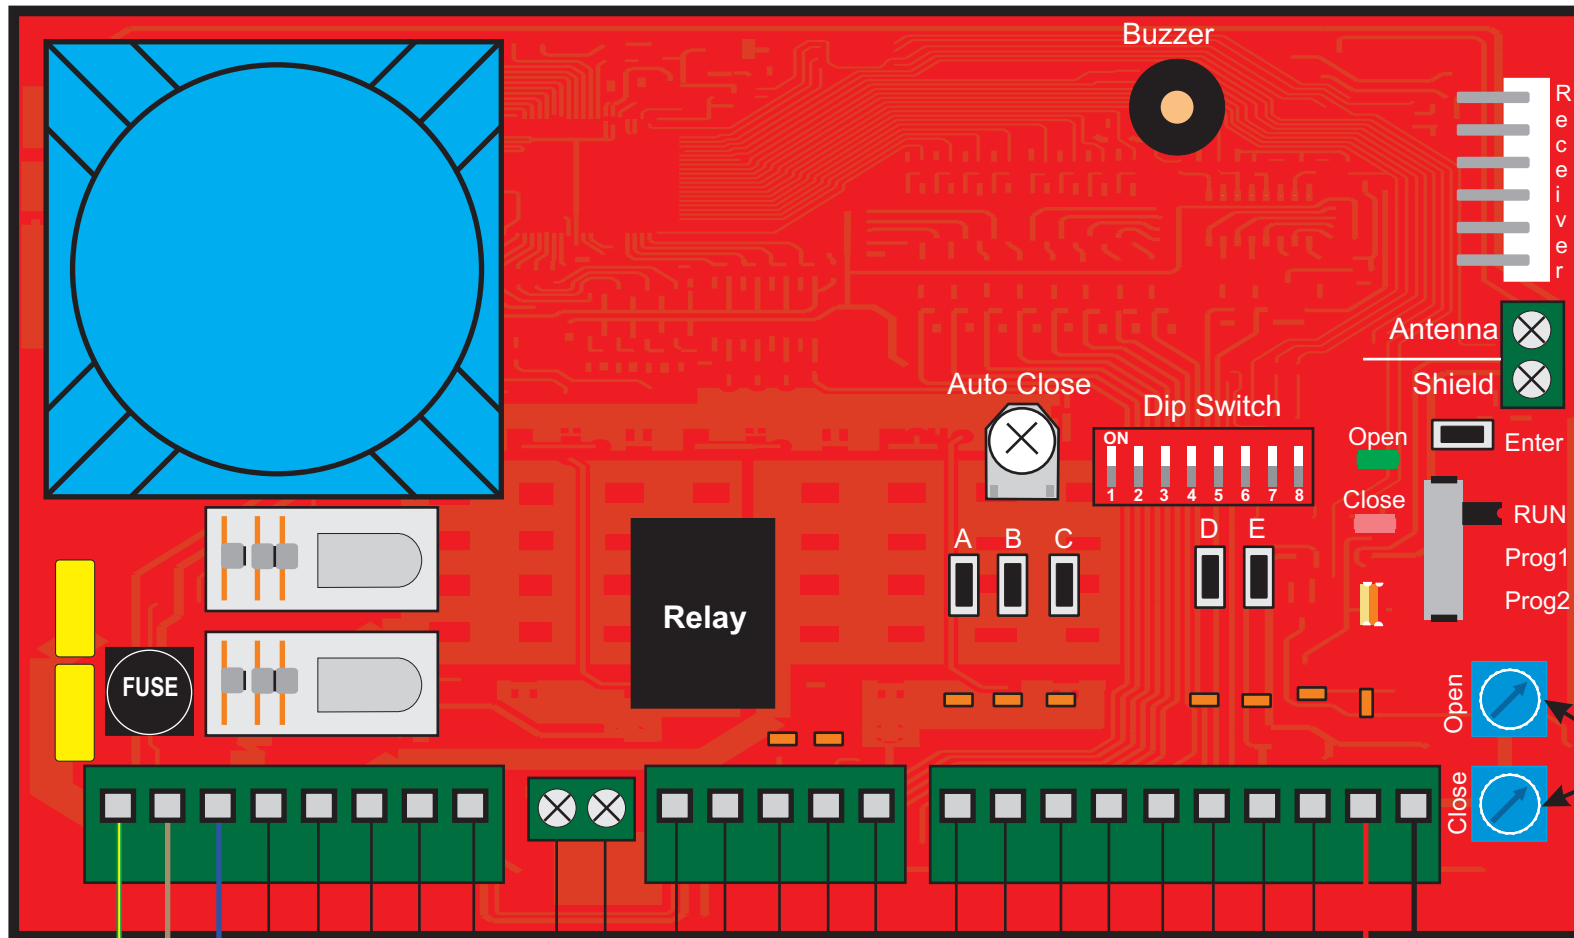 Buzzer
Receiver
Antenna
Shield
Auto Close
Dip Switch
ON
1 2 3 4 5 6 7 8
Open
Close
Enter
RUN
Prog1
Prog2
A B C
D E
Relay
FUSE
Open
Close